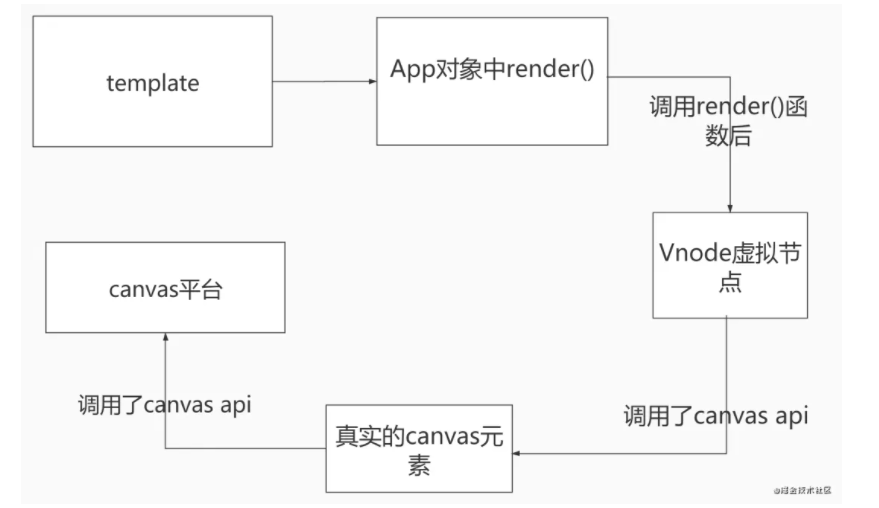 template
App对象中render()
调用render()函
数后
Vnode虚拟节
点
canvas平台
调用了canvas api
真实的canvas元
素
调用了canvas api
@掘金技术社区